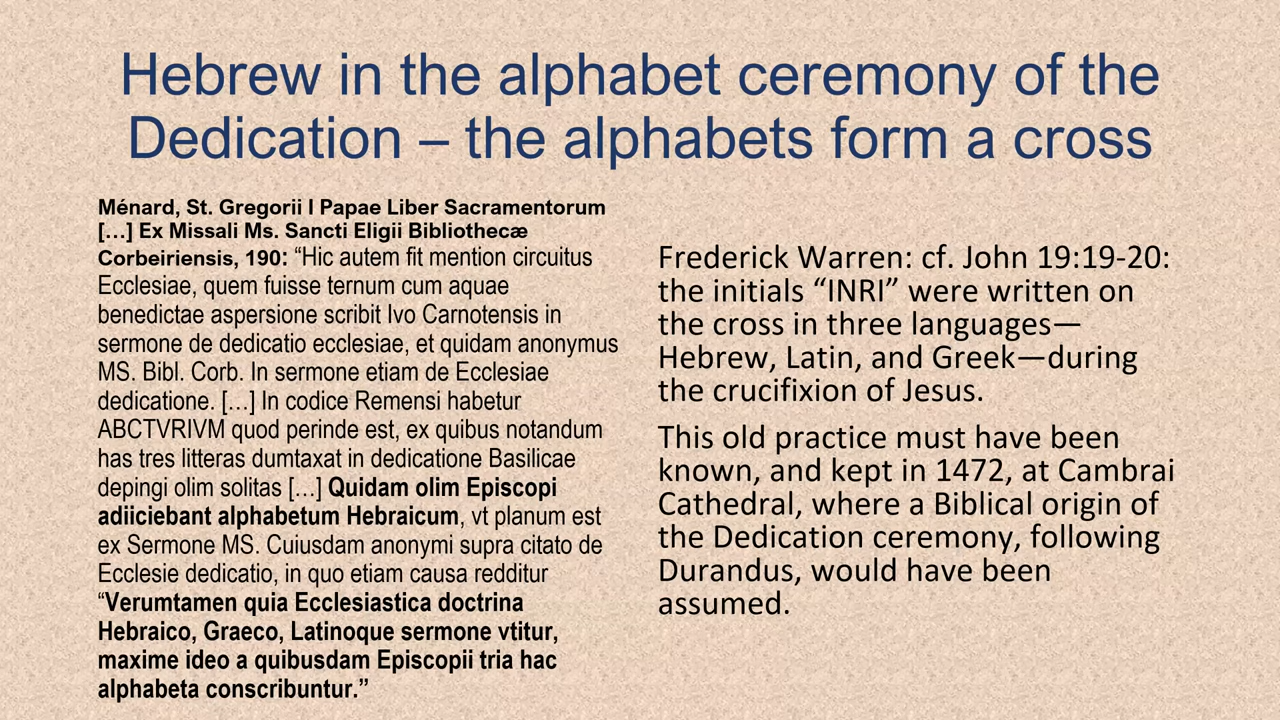 Hebrew in the alphabet ceremony of the
Dedication – the alphabets form a cross
Ménard, St. Gregorii I Papae Liber Sacramentorum
[…] Ex Missali Ms. Sancti Eligii Bibliothecæ
Corbeiriensis, 190: “Hic autem fit mention circuitus
Ecclesiae, quem fuisse ternum cum aquae
benedictae aspersione scribit Ivo Carnotensis in
sermone de dedicatio ecclesiae, et quidam anonymus
MS. Bibl. Corb. In sermone etiam de Ecclesiae
dedicatione. […] In codice Remensi habetur
ABCTVRIVM quod perinde est, ex quibus notandum
has tres litteras dumtaxat in dedicatione Basilicae
depingi olim solitas […] Quidam olim Episcopi
adiiciebant alphabetum Hebraicum, vt planum est
ex Sermone MS. Cuiusdam anonymi supra citato de
Ecclesie dedicatio, in quo etiam causa redditur
“Verumtamen quia Ecclesiastica doctrina
Hebraico, Graeco, Latinoque sermone vtitur,
maxime ideo a quibusdam Episcopii tria hac
alphabeta conscribuntur.”
Frederick Warren: cf. John 19:19-20:
the initials “INRI” were written on
the cross in three languages—
Hebrew, Latin, and Greek—during
the crucifixion of Jesus.
This old practice must have been
known, and kept in 1472, at Cambrai
Cathedral, where a Biblical origin of
the Dedication ceremony, following
Durandus, would have been
assumed.